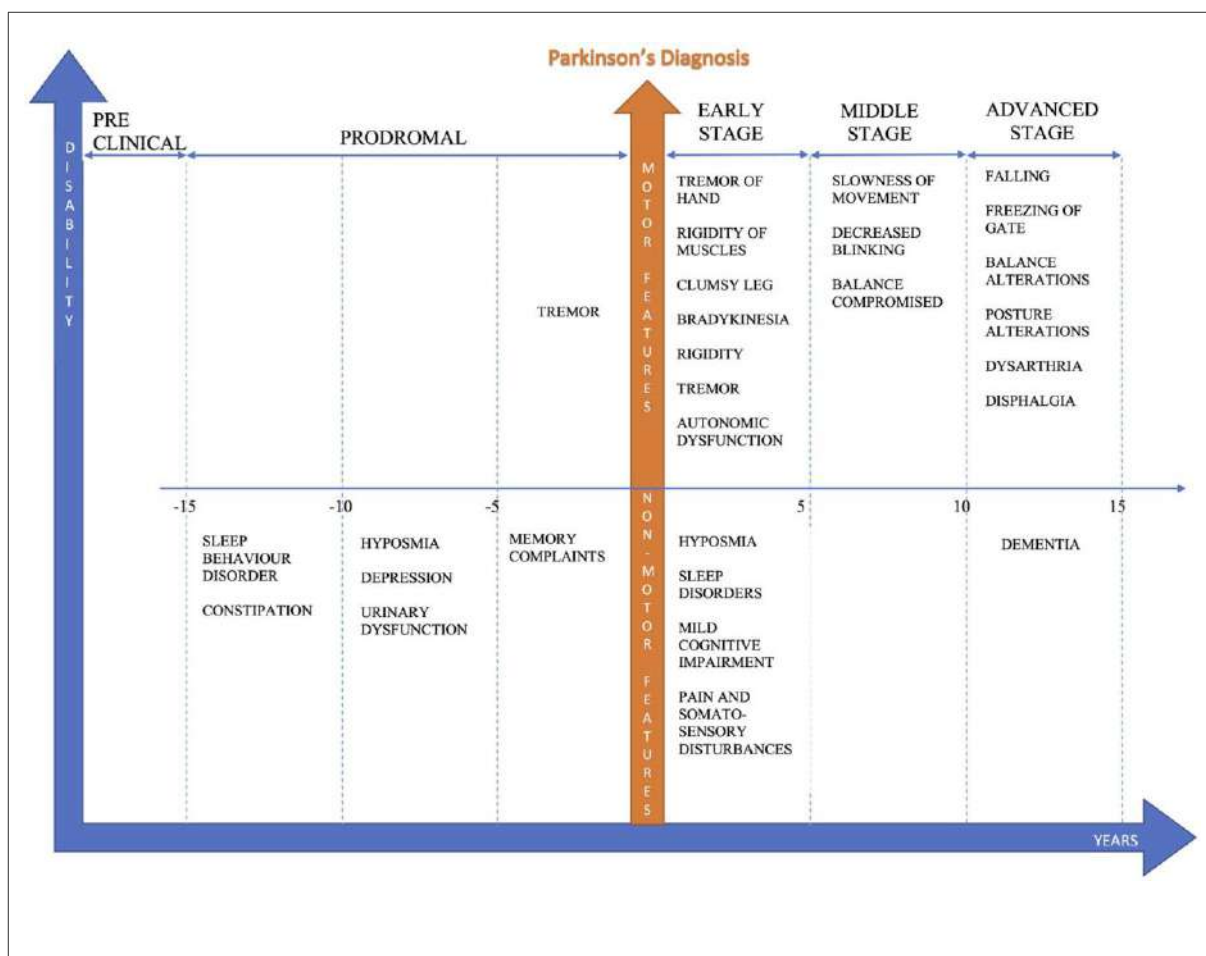 Parkinson's Diagnosis
PRE
CLINICAL
PRODROMAL
EARLY
STAGE
MIDDLE
STAGE
ADVANCED
STAGE
DISABILITY
MOTOR FEATURES
TREMOR
TREMOR OF
HAND
RIGIDITY OF
MUSCLES
CLUMSY LEG
BRADYKINESIA
RIGIDITY
TREMOR
AUTONOMIC
DYSFUNCTION
SLOWNESS OF
MOVEMENT
DECREASED
BLINKING
BALANCE
COMPROMISED
FALLING
FREEZING OF
GATE
BALANCE
ALTERATIONS
POSTURE
ALTERATIONS
DYSARTHRIA
DISPHALGIA
-15
-10
-5
5
10
15
SLEEP
BEHAVIOUR
DISORDER
CONSTIPATION
HYPOSMIA
DEPRESSION
URINARY
DYSFUNCTION
MEMORY
COMPLAINTS
NON-MOTOR FEATURES
HYPOSMIA
SLEEP
DISORDERS
MILD
COGNITIVE
IMPAIRMENT
PAIN AND
SOMATO-
SENSORY
DISTURBANCES
DEMENTIA
YEARS